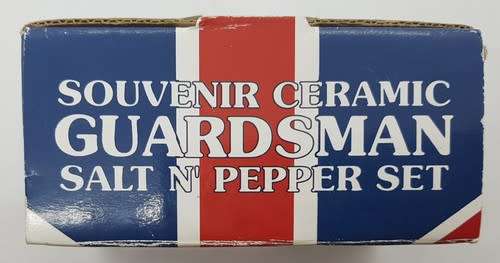 SOUVENIR CERAMIC
GUARDSMAN
SALT N' PEPPER SET